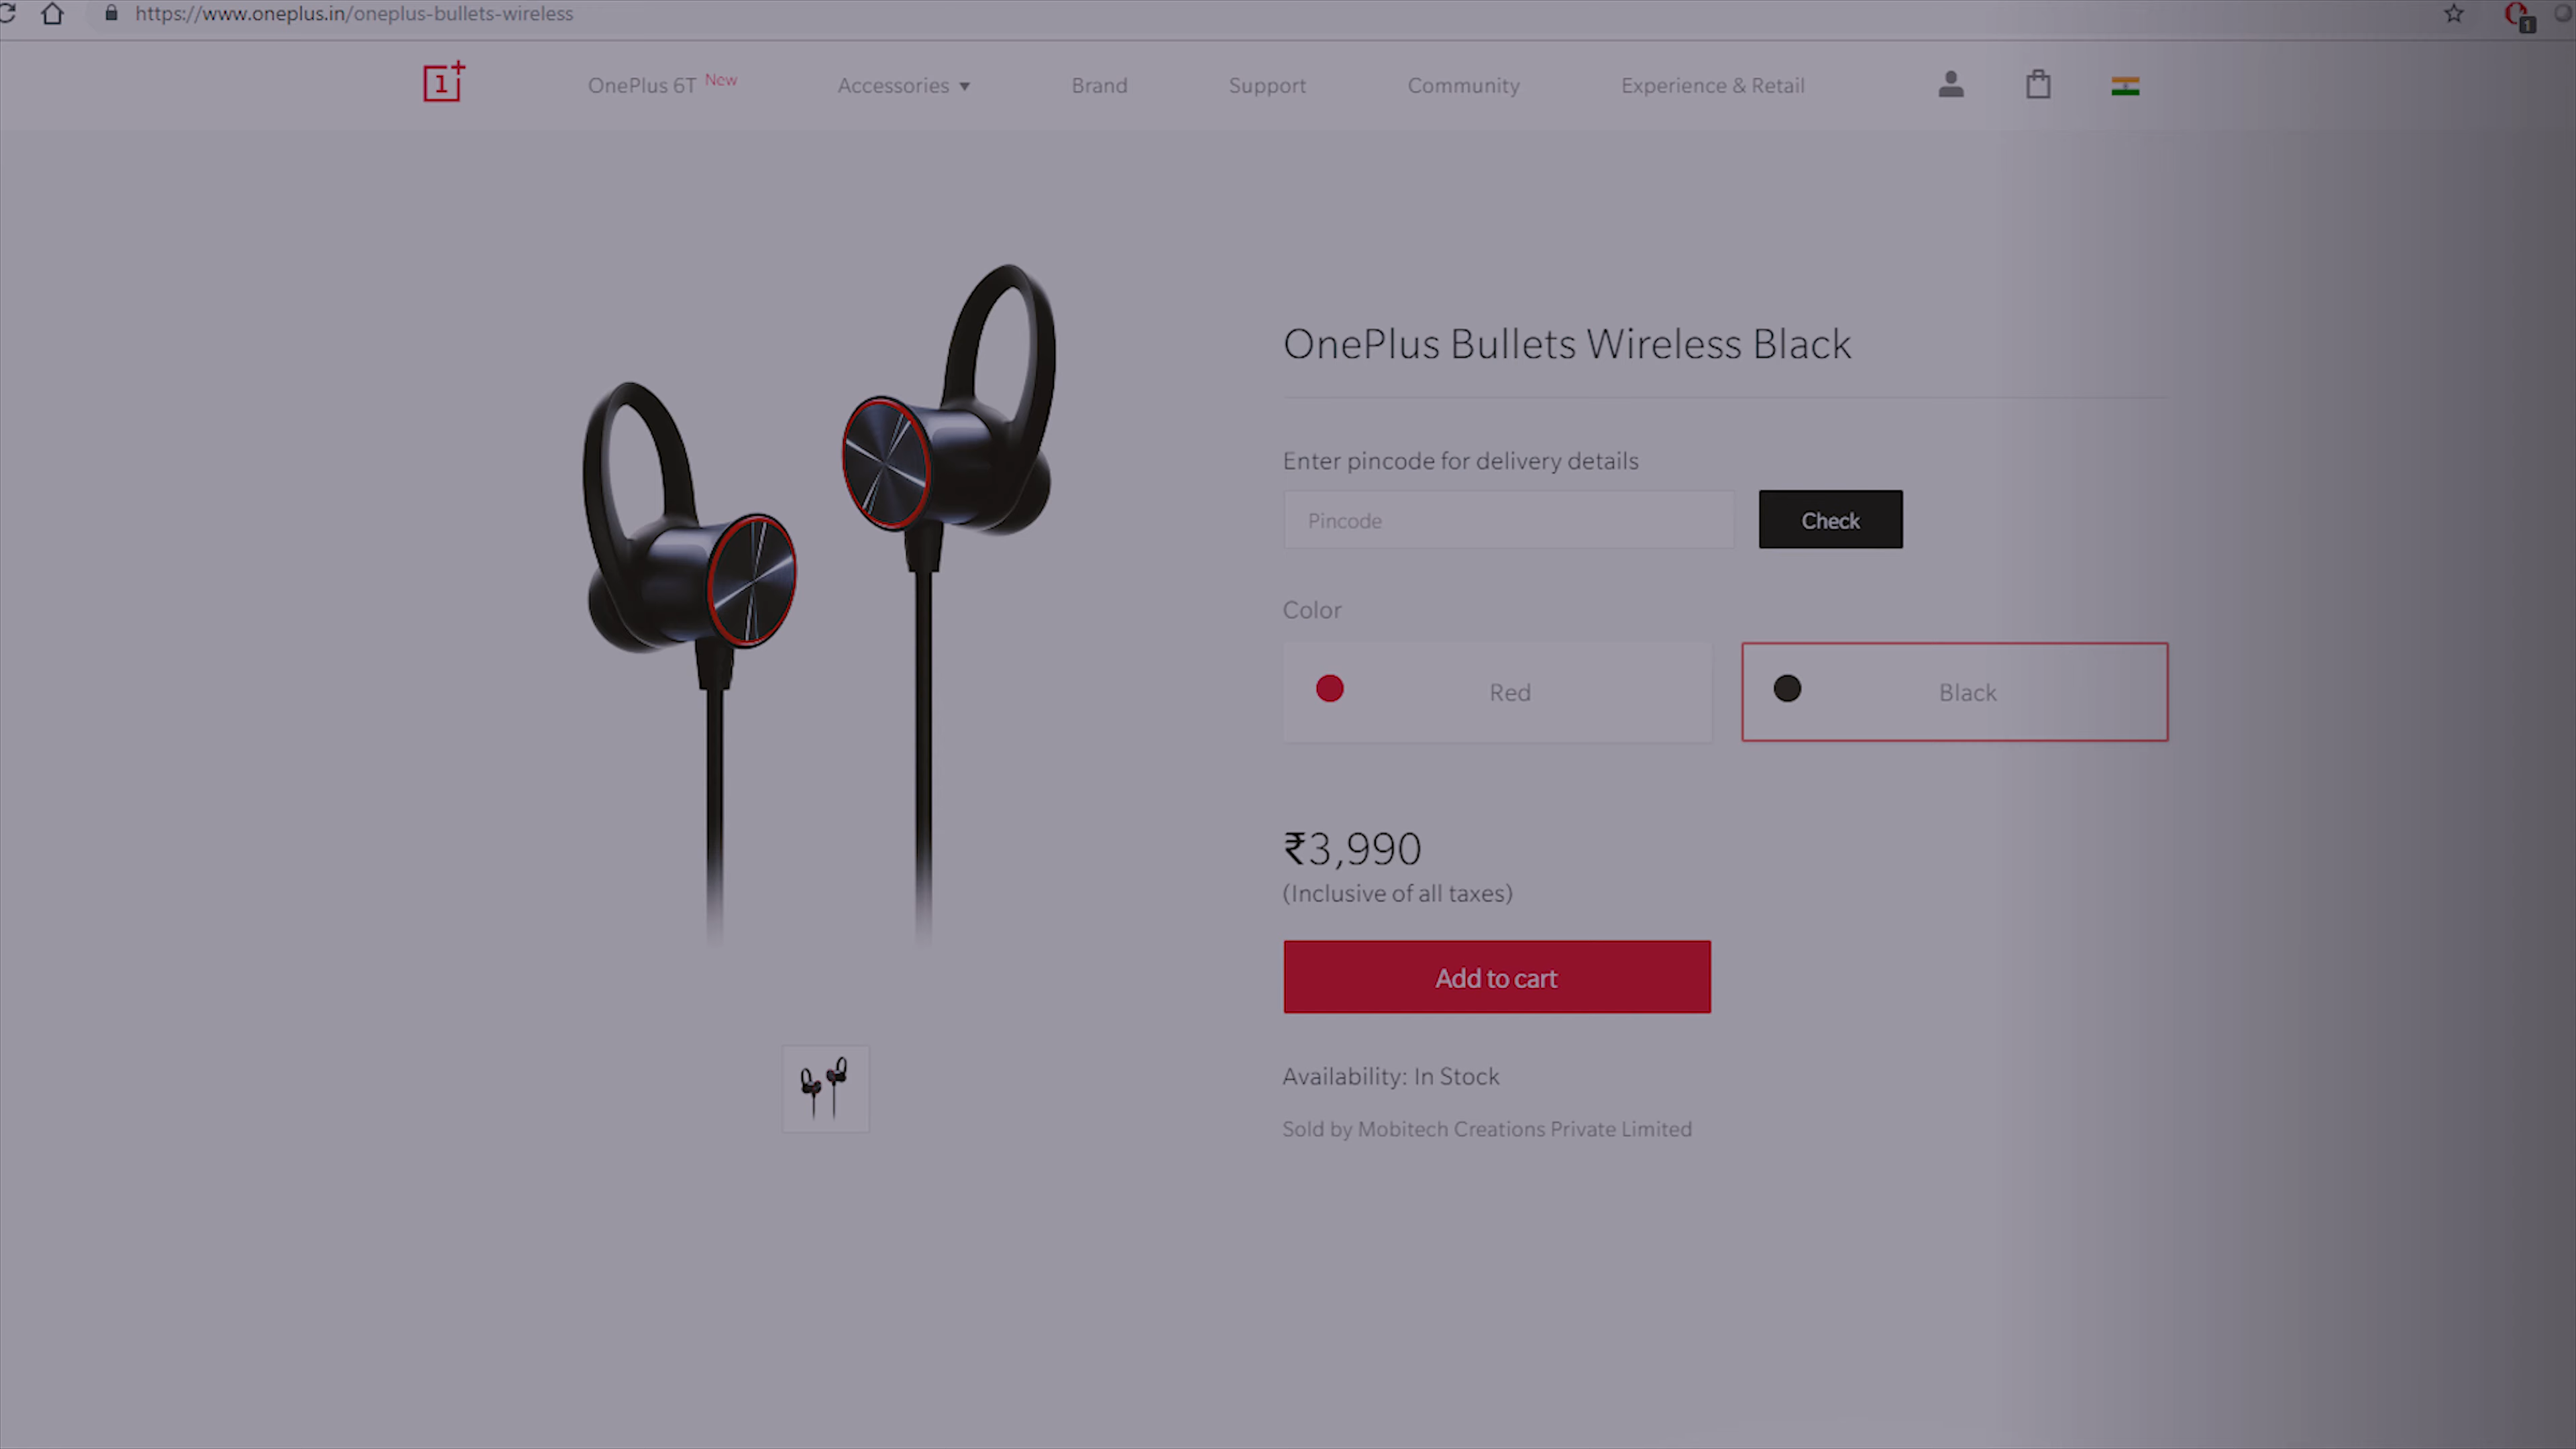 https://www.oneplus.in/oneplus-bullets-wireless
1
1+
OnePlus 6T New
Accessories ▼
Brand
Support
Community
Experience & Retail
OnePlus Bullets Wireless Black
Enter pincode for delivery details
Pincode
Check
Color
Red
Black
₹3,990
(Inclusive of all taxes)
Add to cart
Availability: In Stock
Sold by Mobitech Creations Private Limited